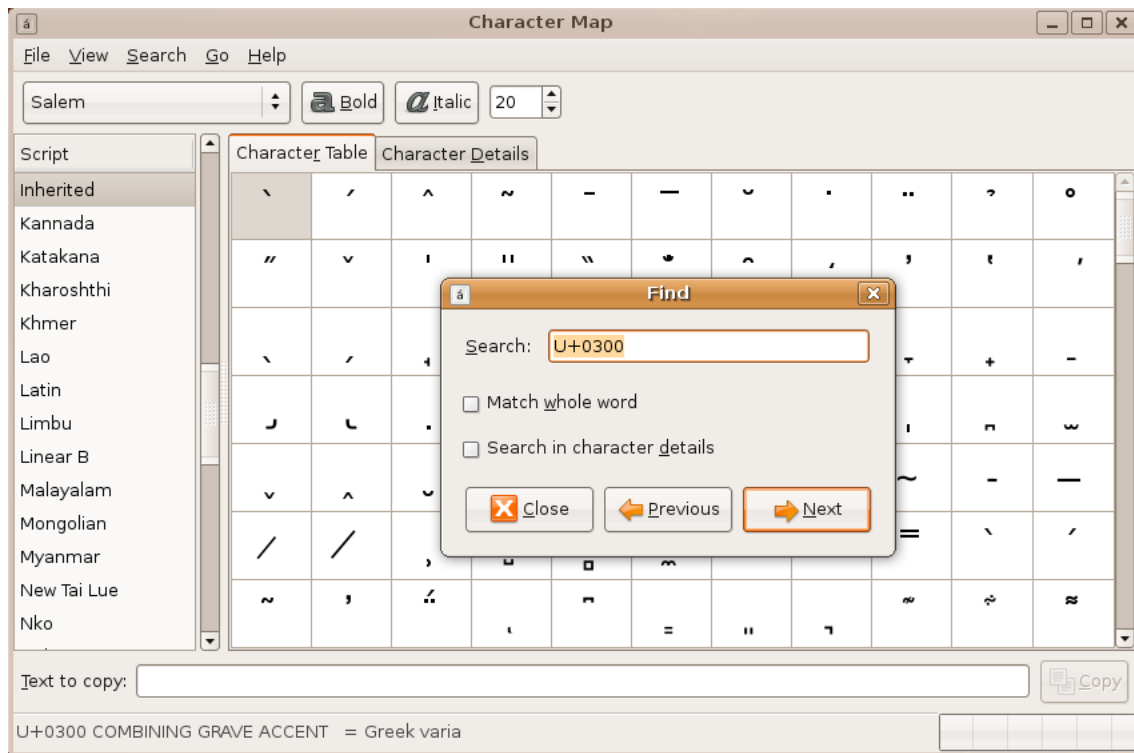 Character Map
File View Search Go Help
Salem Bold Italic 20
Script
Inherited
Kannada
Katakana
Kharoshthi
Khmer
Lao
Latin
Limbu
Linear B
Malayalam
Mongolian
Myanmar
New Tai Lue
Nko
Character Table Character Details
Find
Search: U+0300
Match whole word
Search in character details
Close Previous Next
Text to copy: Copy
U+0300 COMBINING GRAVE ACCENT = Greek varia